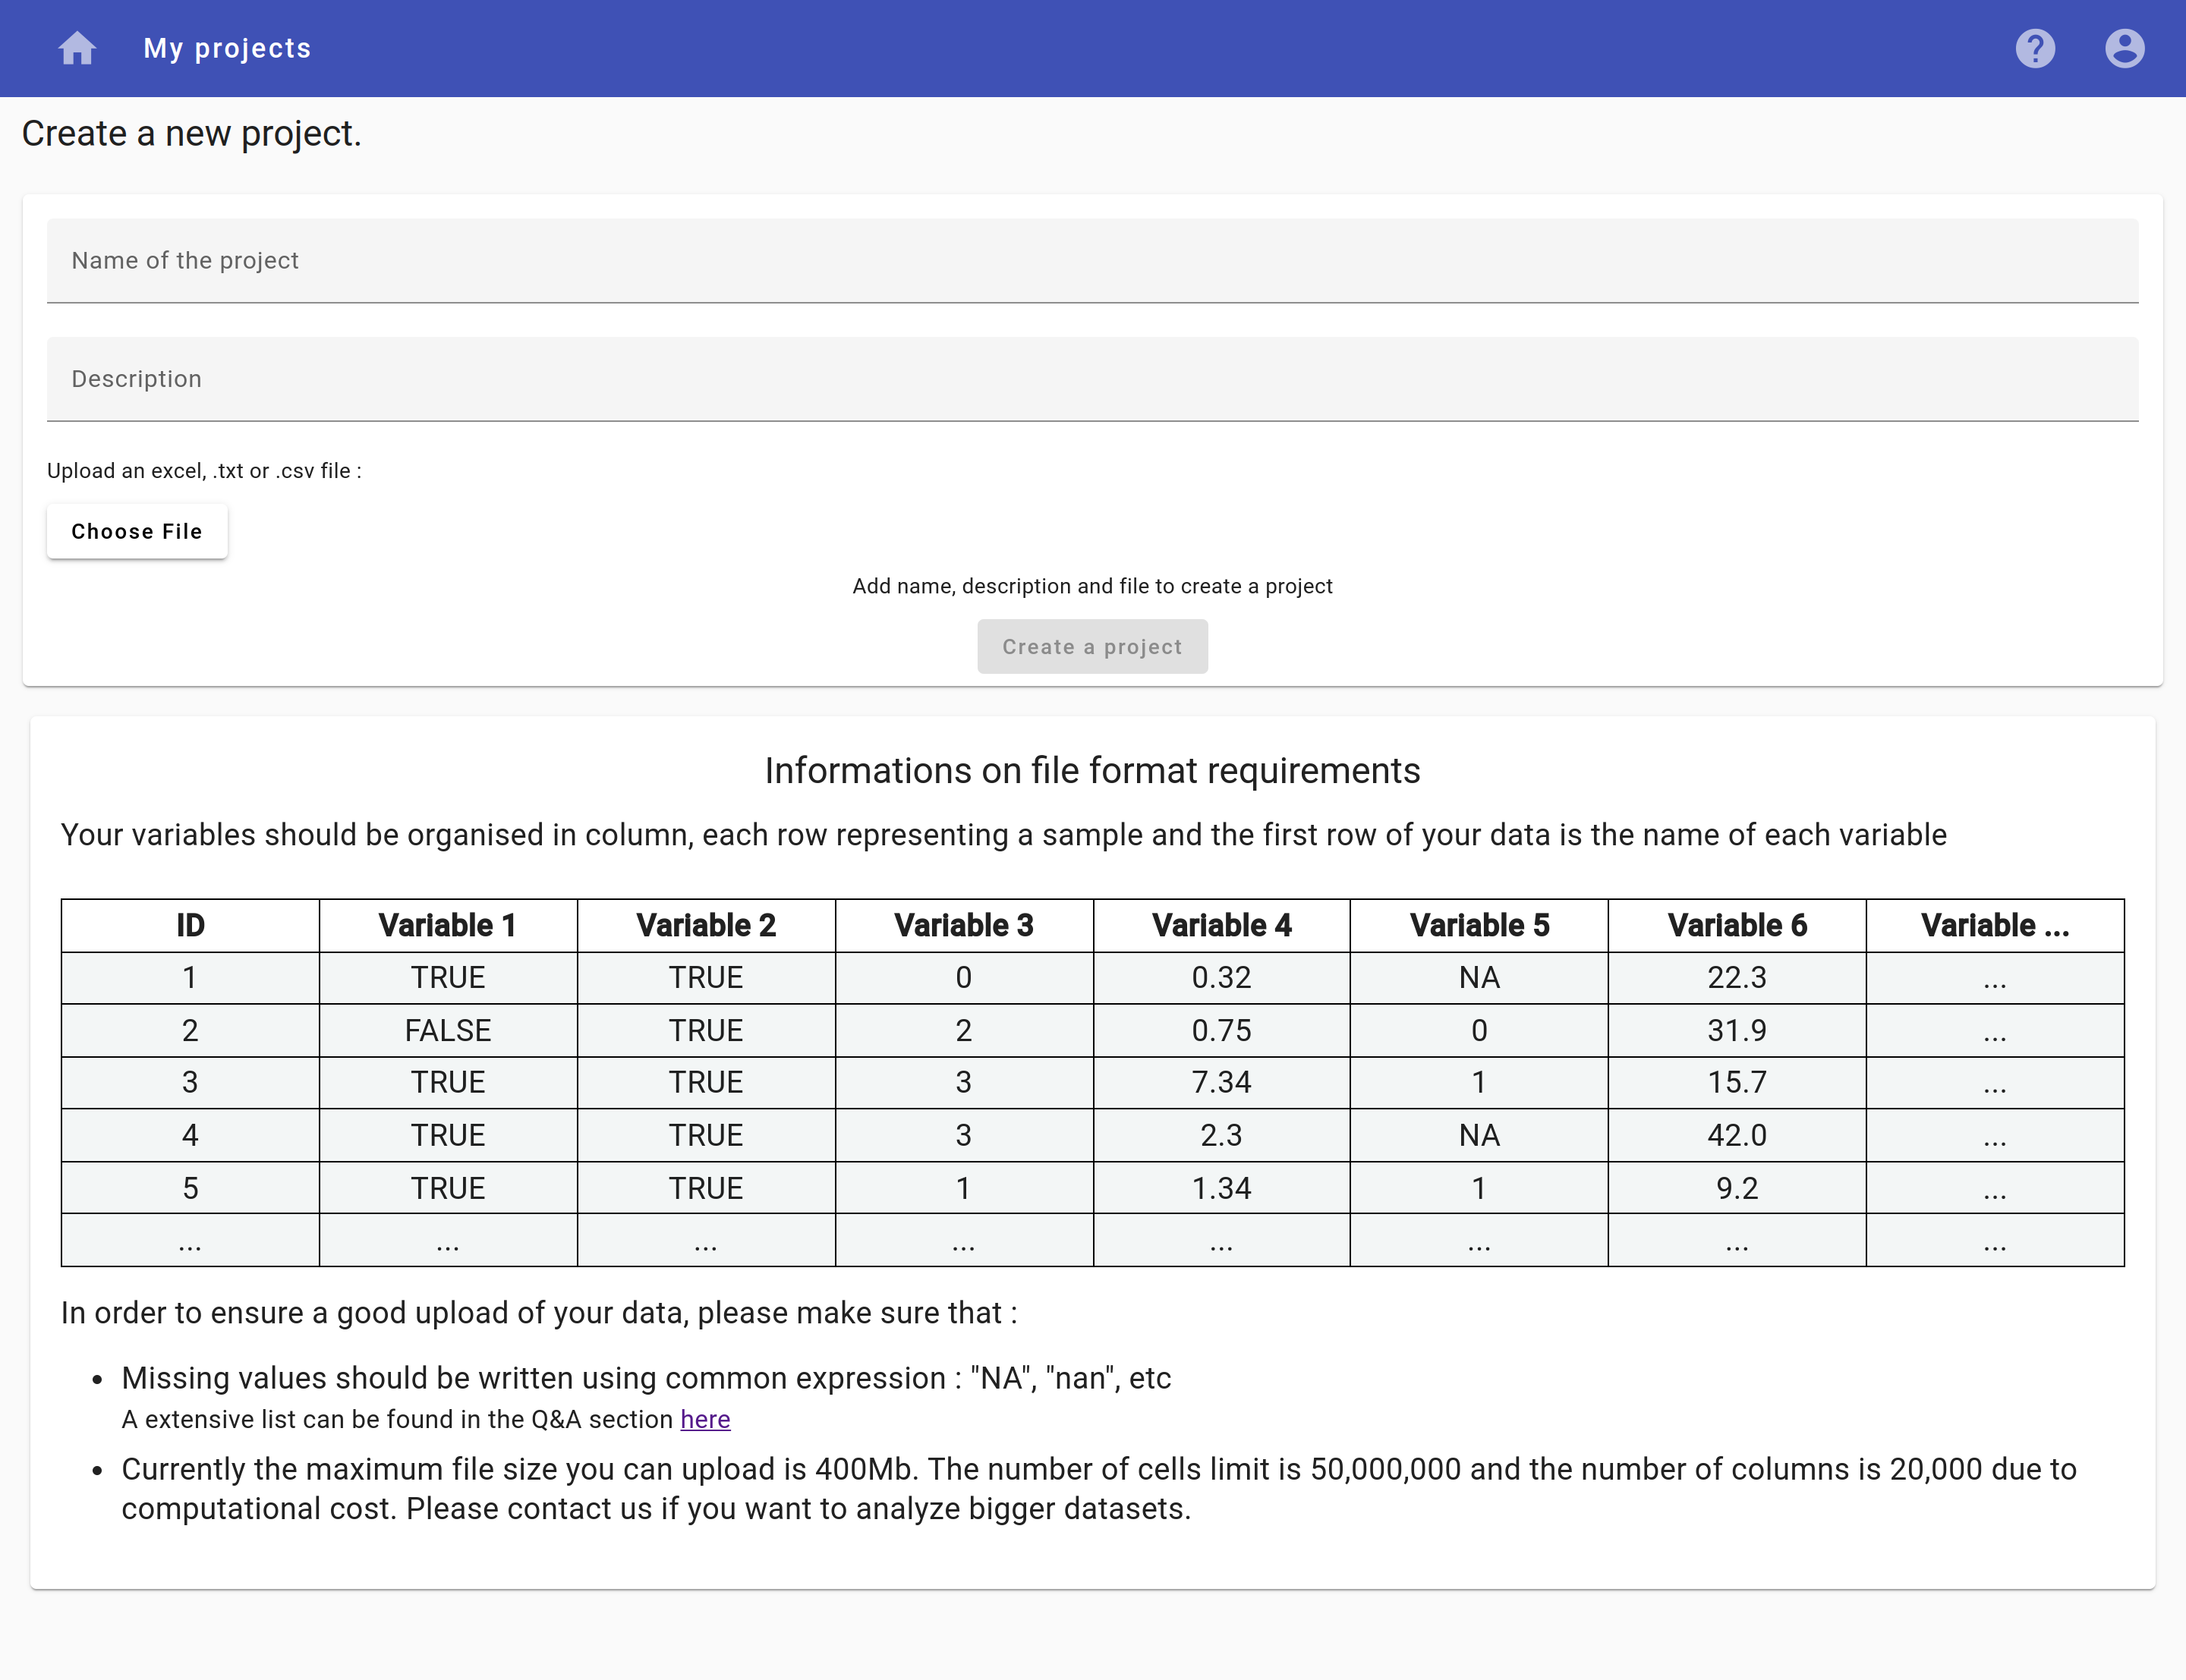 My projects
Create a new project.
Name of the project
Description
Upload an excel, .txt or .csv file :
Choose File
Add name, description and file to create a project
Create a project
Informations on file format requirements
Your variables should be organised in column, each row representing a sample and the first row of your data is the name of each variable
ID Variable 1 Variable 2 Variable 3 Variable 4 Variable 5 Variable 6 Variable ...
1 TRUE TRUE 0 0.32 NA 22.3 ...
2 FALSE TRUE 2 0.75 0 31.9 ...
3 TRUE TRUE 3 7.34 1 15.7 ...
4 TRUE TRUE 3 2.3 NA 42.0 ...
5 TRUE TRUE 1 1.34 1 9.2 ...
... ... ... ... ... ... ... ...
In order to ensure a good upload of your data, please make sure that :
• Missing values should be written using common expression : "NA", "nan", etc
A extensive list can be found in the Q&A section here
• Currently the maximum file size you can upload is 400Mb. The number of cells limit is 50,000,000 and the number of columns is 20,000 due to
computational cost. Please contact us if you want to analyze bigger datasets.